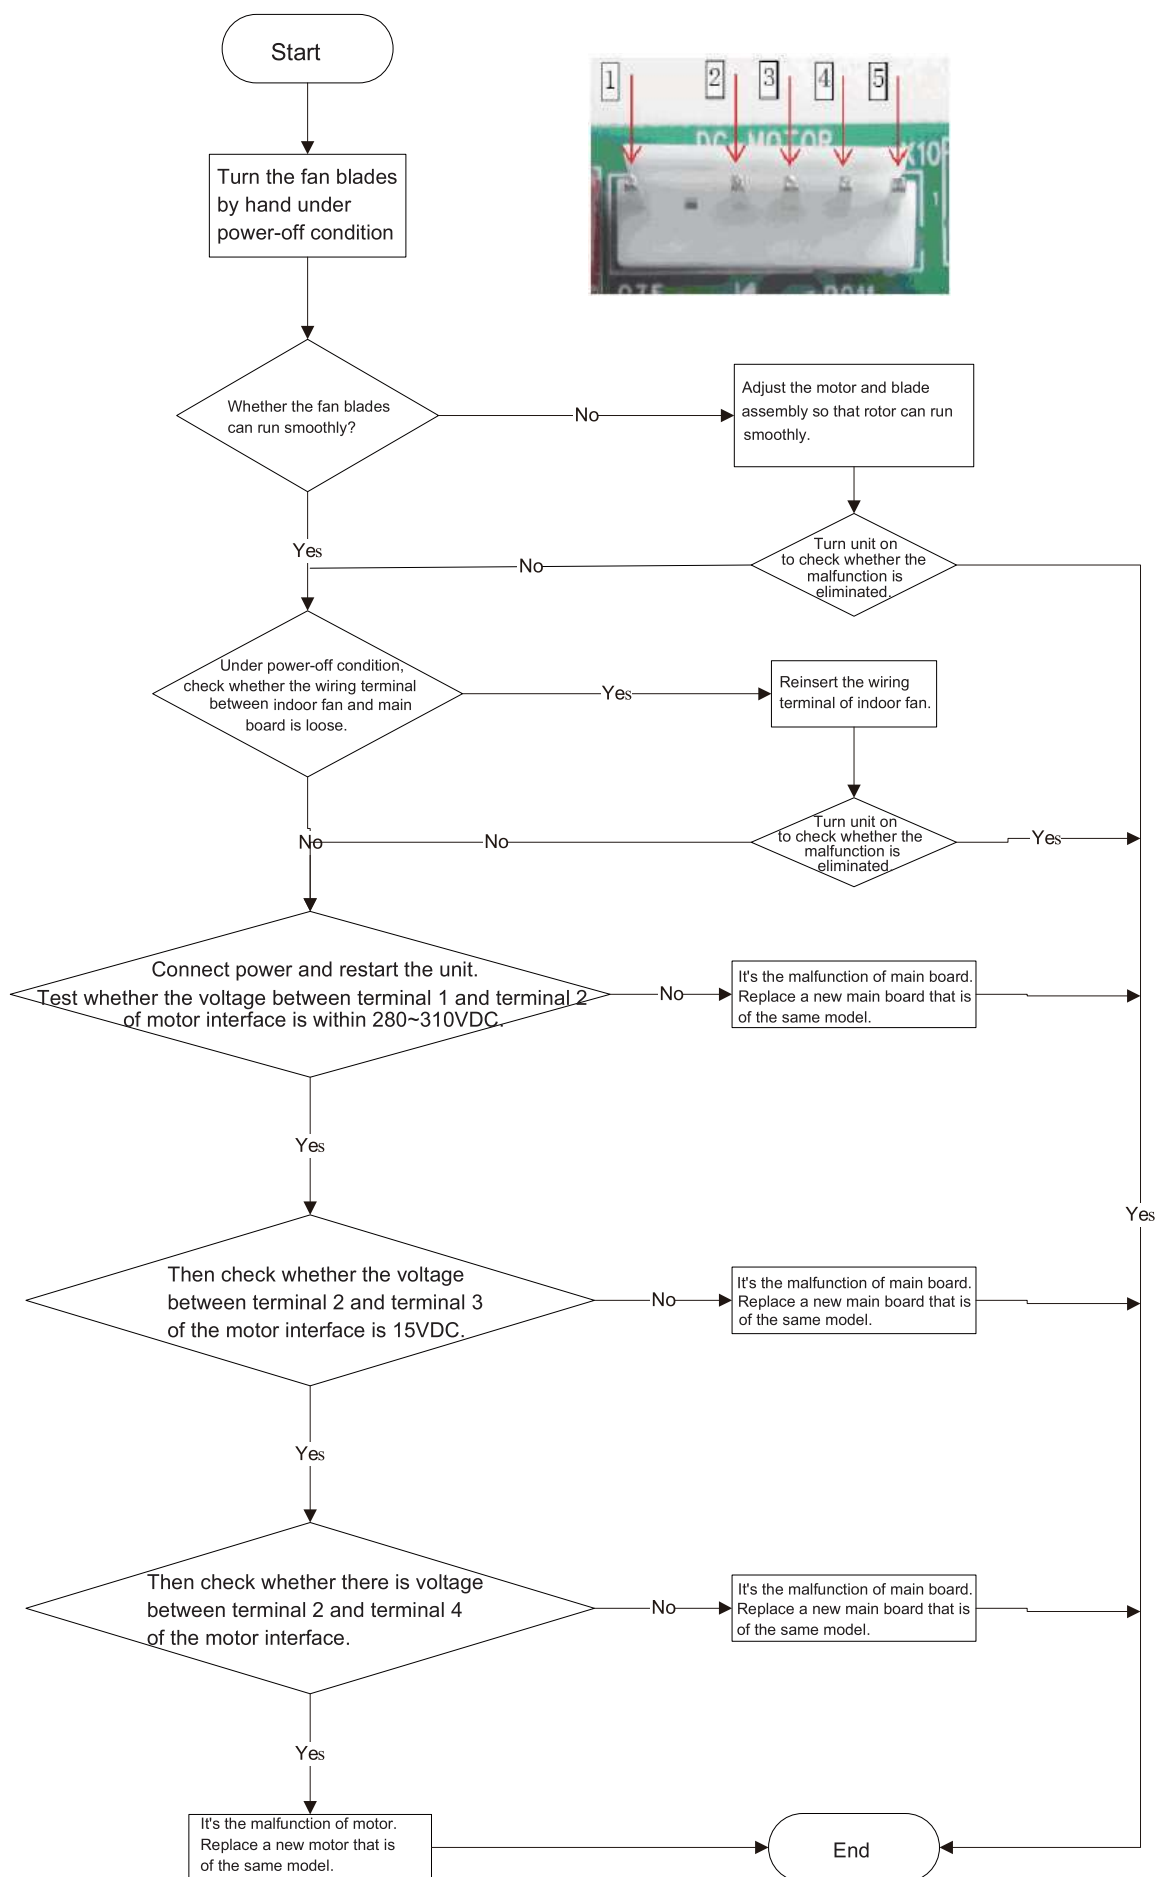 Start
1
2
3
4
5
DC-MOTOR
1
Turn the fan blades
by hand under
power-off condition
Whether the fan blades
can run smoothly?
No
Adjust the motor and blade
assembly so that rotor can run
smoothly.
Yes
Turn unit on
to check whether the
malfunction is
eliminated.
No
Under power-off condition,
check whether the wiring terminal
between indoor fan and main
board is loose.
Yes
Reinsert the wiring
terminal of indoor fan.
No
No
Turn unit on
to check whether the
malfunction is
eliminated.
Yes
Connect power and restart the unit.
Test whether the voltage between terminal 1 and terminal 2
of motor interface is within 280~310VDC.
No
It's the malfunction of main board.
Replace a new main board that is
of the same model.
Yes
Yes
Then check whether the voltage
between terminal 2 and terminal 3
of the motor interface is 15VDC.
No
It's the malfunction of main board.
Replace a new main board that is
of the same model.
Yes
Then check whether there is voltage
between terminal 2 and terminal 4
of the motor interface.
No
It's the malfunction of main board.
Replace a new main board that is
of the same model.
Yes
It's the malfunction of motor.
Replace a new motor that is
of the same model.
End